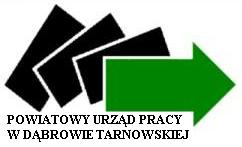 POWIATOWY URZĄD PRACY
W DĄBROWIE TARNOWSKIEJ